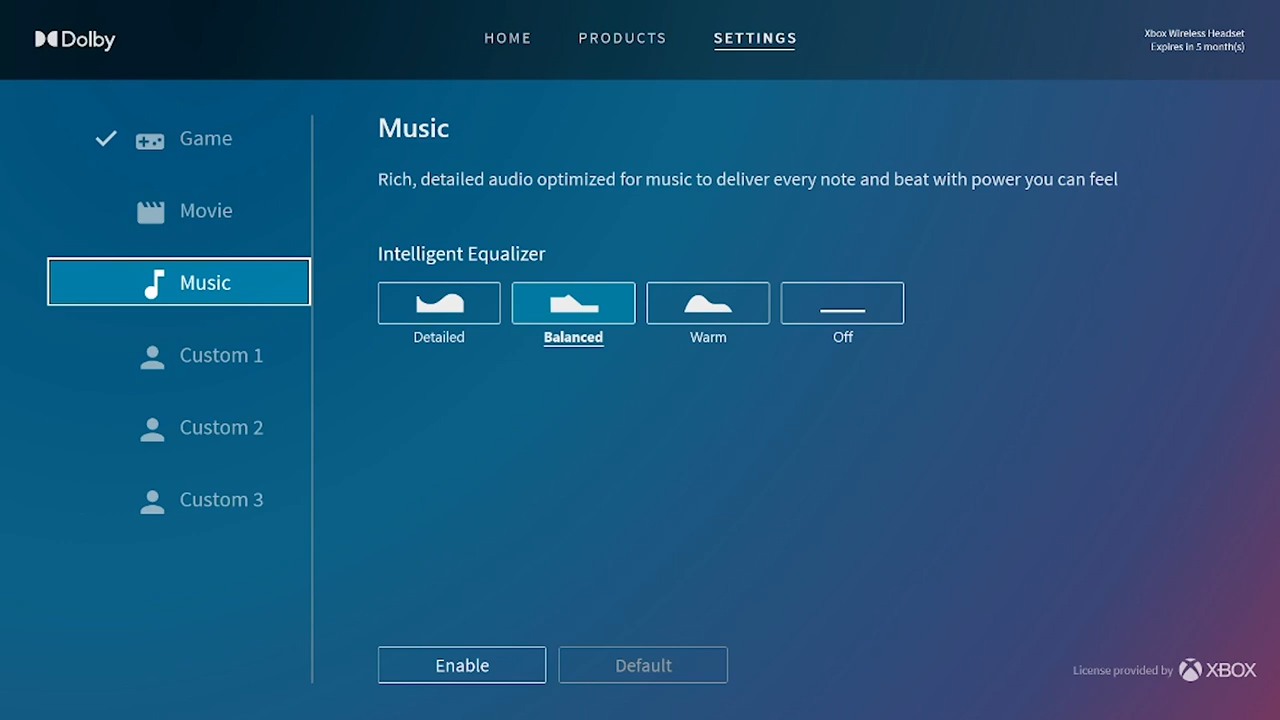 Dolby
HOME
PRODUCTS
SETTINGS
Xbox Wireless Headset
Expires in 5 month(s)
Game
Movie
Music
Custom 1
Custom 2
Custom 3
Music
Rich, detailed audio optimized for music to deliver every note and beat with power you can feel
Intelligent Equalizer
Detailed
Balanced
Warm
Off
Enable
Default
License provided by XBOX